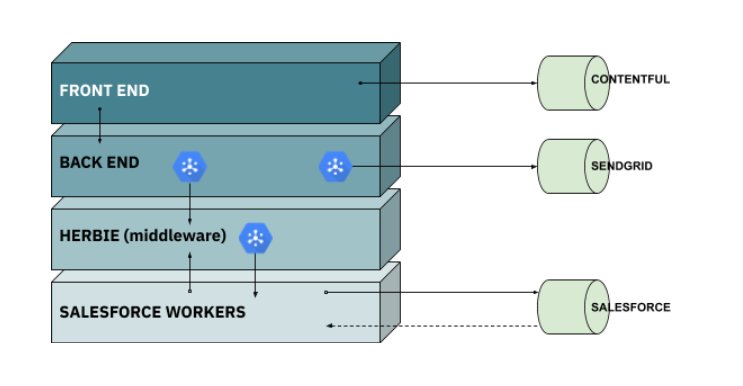 FRONT END
CONTENTFUL
BACK END
SENDGRID
HERBIE (middleware)
SALESFORCE WORKERS
SALESFORCE